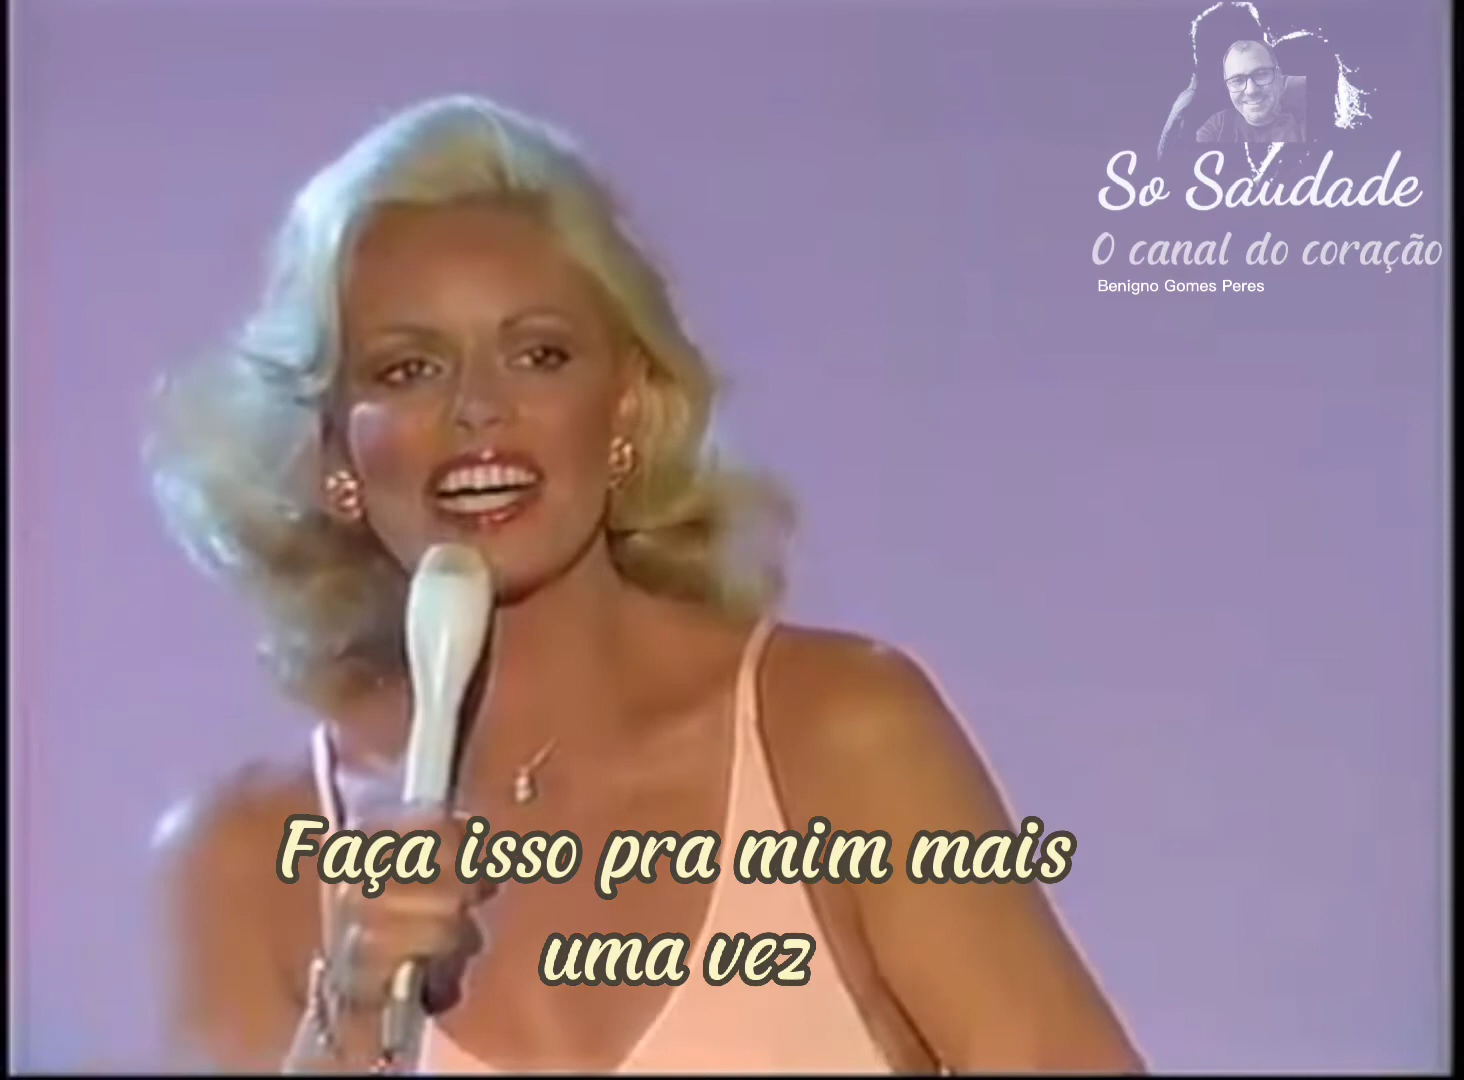 So Saudade
O canal do coração
Benigno Gomes Peres
Faça isso pra mim mais
uma vez